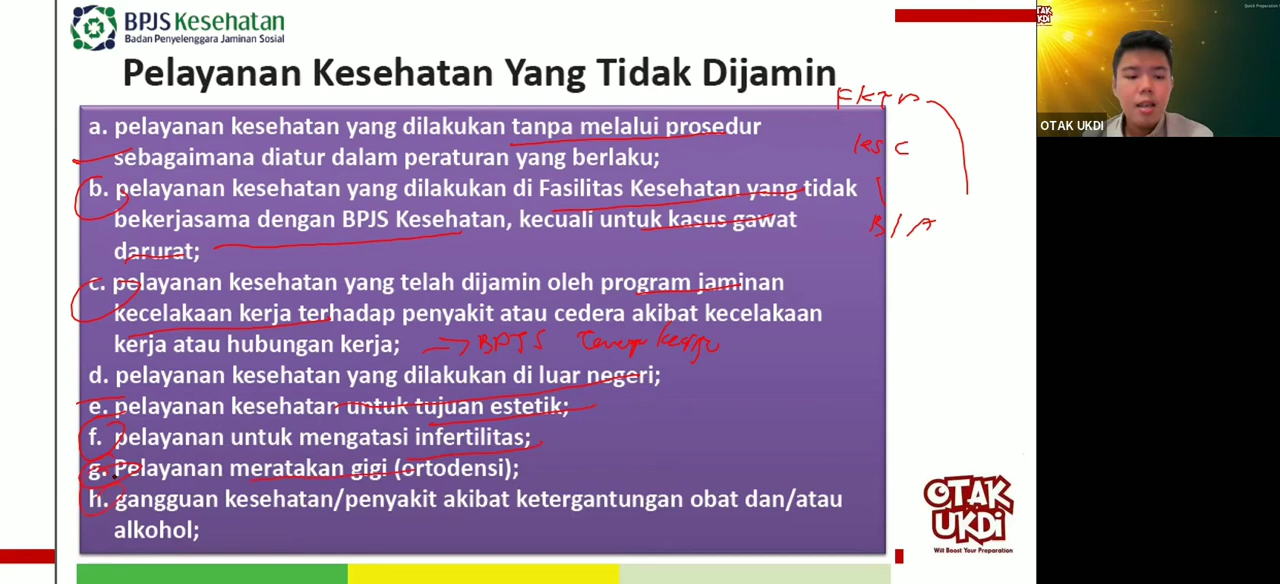 BPJS Kesehatan
Badan Penyelenggara Jaminan Sosial
Pelayanan Kesehatan Yang Tidak Dijamin
a. pelayanan kesehatan yang dilakukan tanpa melalui prosedur
sebagaimana diatur dalam peraturan yang berlaku;
b. pelayanan kesehatan yang dilakukan di Fasilitas Kesehatan yang tidak
bekerjasama dengan BPJS Kesehatan, kecuali untuk kasus gawat
darurat;
c. pelayanan kesehatan yang telah dijamin oleh program jaminan
kecelakaan kerja terhadap penyakit atau cedera akibat kecelakaan
kerja atau hubungan kerja;
BPJS
d. pelayanan kesehatan yang dilakukan di luar negeri;
e. pelayanan kesehatan untuk tujuan estetik;
f. pelayanan untuk mengatasi infertilitas;
g. Pelayanan meratakan gigi (ortodensi);
h. gangguan kesehatan/penyakit akibat ketergantungan obat dan/atau
alkohol;
B/A
OTAK
UKDI
OTAK UKDI
OTAK
UKDi
Will Boost Your Preparation